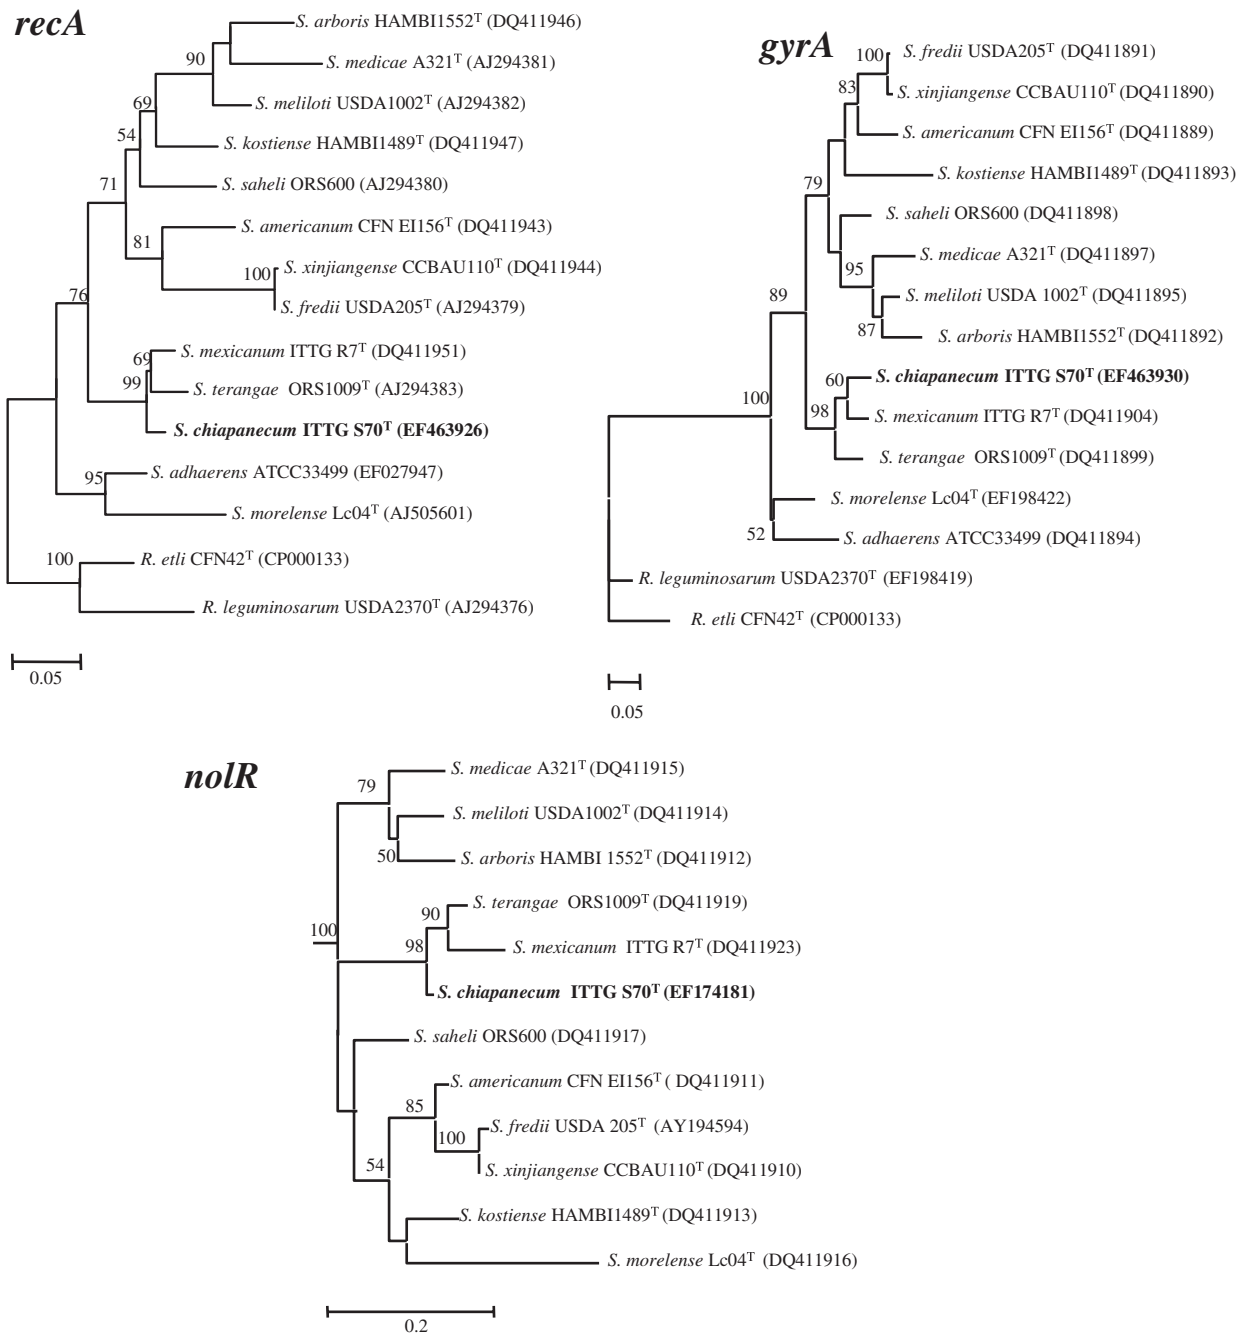 recA
S. arboris HAMBI1552T (DQ411946)
90
S. medicae A321T (AJ294381)
S. meliloti USDA1002T (AJ294382)
69
S. kostiense HAMBI1489T (DQ411947)
54
S. saheli ORS600 (AJ294380)
71
S. americanum CFN EI156T (DQ411943)
81
S. xinjiangense CCBAU110T (DQ411944)
100
S. fredii USDA205T (AJ294379)
76
S. mexicanum ITTG R7T (DQ411951)
69
99
S. terangae ORS1009T (AJ294383)
S. chiapanecum ITTG S70T (EF463926)
S. adhaerens ATCC33499 (EF027947)
95
S. morelense Lc04T (AJ505601)
100
R. etli CFN42T (CP000133)
R. leguminosarum USDA2370T (AJ294376)
0.05
gyrA
100
S. fredii USDA205T (DQ411891)
83
S. xinjiangense CCBAU110T (DQ411890)
S. americanum CFN EI156T (DQ411889)
S. kostiense HAMBI1489T (DQ411893)
79
S. saheli ORS600 (DQ411898)
S. medicae A321T (DQ411897)
95
S. meliloti USDA 1002T (DQ411895)
89
87
S. arboris HAMBI1552T (DQ411892)
60
S. chiapanecum ITTG S70T (EF463930)
100
98
S. mexicanum ITTG R7T (DQ411904)
S. terangae ORS1009T (DQ411899)
S. morelense Lc04T (EF198422)
52
S. adhaerens ATCC33499 (DQ411894)
R. leguminosarum USDA2370T (EF198419)
R. etli CFN42T (CP000133)
0.05
nolR
S. medicae A321T (DQ411915)
79
S. meliloti USDA1002T (DQ411914)
50
S. arboris HAMBI 1552T (DQ411912)
S. terangae ORS1009T (DQ411919)
90
100
98
S. mexicanum ITTG R7T (DQ411923)
S. chiapanecum ITTG S70T (EF174181)
S. saheli ORS600 (DQ411917)
S. americanum CFN EI156T ( DQ411911)
85
S. fredii USDA 205T (AY194594)
100
S. xinjiangense CCBAU110T (DQ411910)
54
S. kostiense HAMBI1489T (DQ411913)
S. morelense Lc04T (DQ411916)
0.2